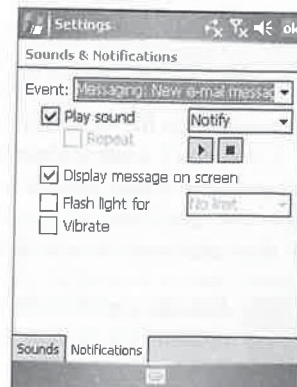 Settings ok
Sounds & Notifications
Event: Messaging: New e-mail messag
Play sound Notify
Repeat
Display message on screen
Flash light for No limit
Vibrate
Sounds Notifications